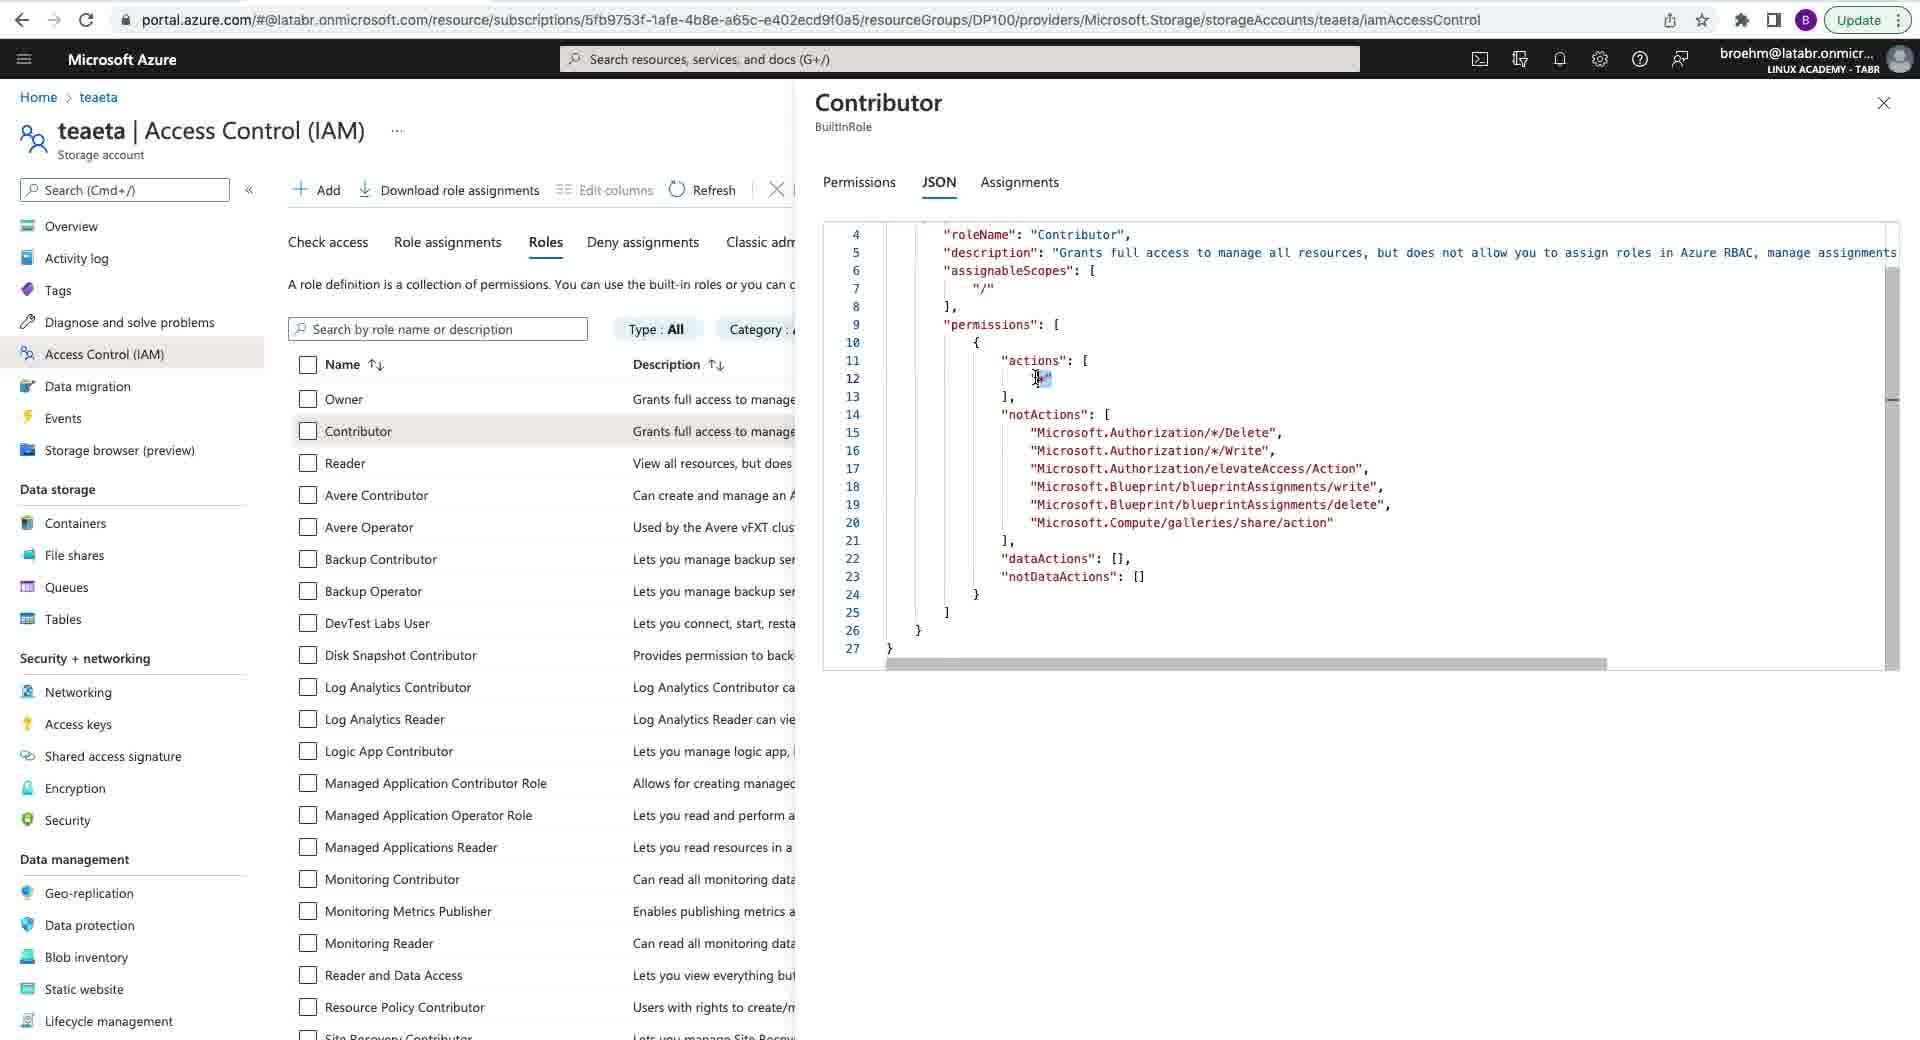 portal.azure.com/#@latabr.onmicrosoft.com/resource/subscriptions/5fb9753f-1afe-4b8e-a65c-e402ecd9f0a5/resourceGroups/DP100/providers/Microsoft.Storage/storageAccounts/teaeta/iamAccessControl
B
Update
Microsoft Azure
Search resources, services, and docs (G+/)
broehm@latabr.onmicr...
LINUX ACADEMY - TABR
Home > teaeta
teaeta | Access Control (IAM) ...
Storage account
Search (Cmd+/)
«
Overview
Activity log
Tags
Diagnose and solve problems
Access Control (IAM)
Data migration
Events
Storage browser (preview)
Data storage
Containers
File shares
Queues
Tables
Security + networking
Networking
Access keys
Shared access signature
Encryption
Security
Data management
Geo-replication
Data protection
Blob inventory
Static website
Lifecycle management
Add Download role assignments Edit columns Refresh
Check access Role assignments Roles Deny assignments Classic adm
A role definition is a collection of permissions. You can use the built-in roles or you can c
Search by role name or description
Type : All
Category :
Name Description
Owner Grants full access to manage
Contributor Grants full access to manage
Reader View all resources, but does
Avere Contributor Can create and manage an A
Avere Operator Used by the Avere vFXT clus
Backup Contributor Lets you manage backup ser
Backup Operator Lets you manage backup ser
DevTest Labs User Lets you connect, start, resta
Disk Snapshot Contributor Provides permission to back
Log Analytics Contributor Log Analytics Contributor ca
Log Analytics Reader Log Analytics Reader can vie
Logic App Contributor Lets you manage logic app,
Managed Application Contributor Role Allows for creating managed
Managed Application Operator Role Lets you read and perform a
Managed Applications Reader Lets you read resources in a
Monitoring Contributor Can read all monitoring data
Monitoring Metrics Publisher Enables publishing metrics a
Monitoring Reader Can read all monitoring data
Reader and Data Access Lets you view everything but
Resource Policy Contributor Users with rights to create/m
Site Recovery Contributor Lets you manage Site Recov
Contributor
BuiltInRole
Permissions JSON Assignments
4 "roleName": "Contributor",
5 "description": "Grants full access to manage all resources, but does not allow you to assign roles in Azure RBAC, manage assignments
6 "assignableScopes": [
7 "/"
8 ],
9 "permissions": [
10 {
11 "actions": [
12 "*"
13 ],
14 "notActions": [
15 "Microsoft.Authorization/*/Delete",
16 "Microsoft.Authorization/*/Write",
17 "Microsoft.Authorization/elevateAccess/Action",
18 "Microsoft.Blueprint/blueprintAssignments/write",
19 "Microsoft.Blueprint/blueprintAssignments/delete",
20 "Microsoft.Compute/galleries/share/action"
21 ],
22 "dataActions": [],
23 "notDataActions": []
24 }
25 ]
26 }
27 }